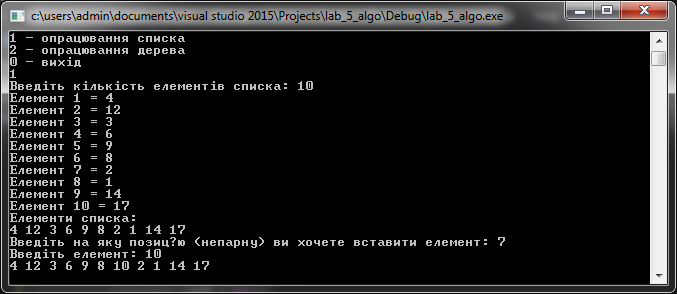 c:\users\admin\documents\visual studio 2015\Projects\lab_5_algo\Debug\lab_5_algo.exe
1 - опрацювання списка
2 - опрацювання дерева
0 - вихід
1
Введіть кількість елементів списка: 10
Елемент 1 = 4
Елемент 2 = 12
Елемент 3 = 3
Елемент 4 = 6
Елемент 5 = 9
Елемент 6 = 8
Елемент 7 = 2
Елемент 8 = 1
Елемент 9 = 14
Елемент 10 = 17
Елементи списка:
4 12 3 6 9 8 2 1 14 17
Введіть на яку позиц?ю (непарну) ви хочете вставити елемент: 7
Введіть елемент: 10
4 12 3 6 9 8 10 2 1 14 17